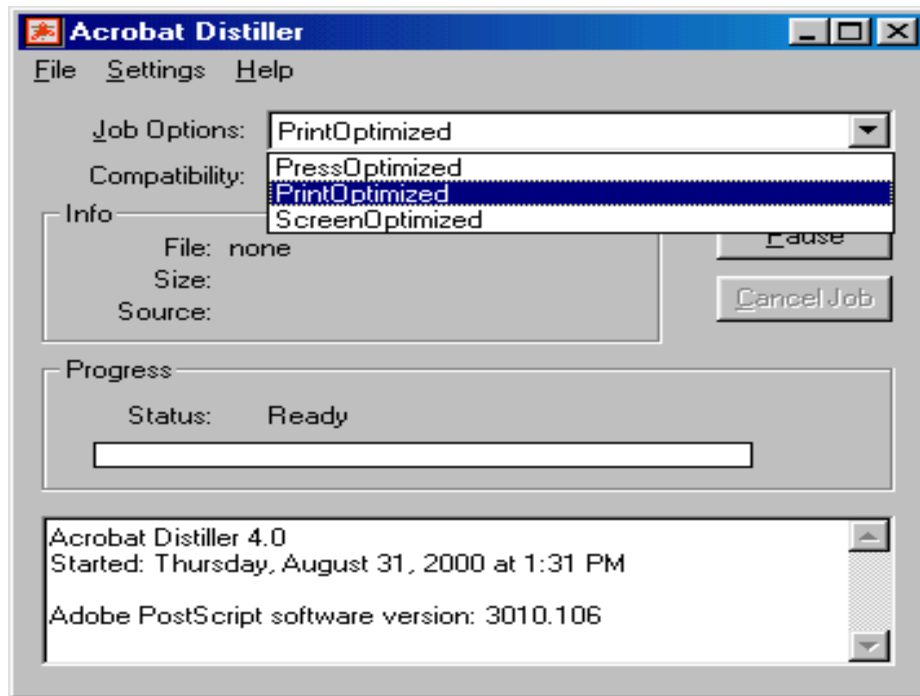 Acrobat Distiller
File Settings Help
Job Options: PrintOptimized
Compatibility:
PressOptimized
PrintOptimized
ScreenOptimized
Info
File: none
Pause
Size:
Cancel Job
Source:
Progress
Status: Ready
Acrobat Distiller 4.0
Started: Thursday, August 31, 2000 at 1:31 PM
Adobe PostScript software version: 3010.106